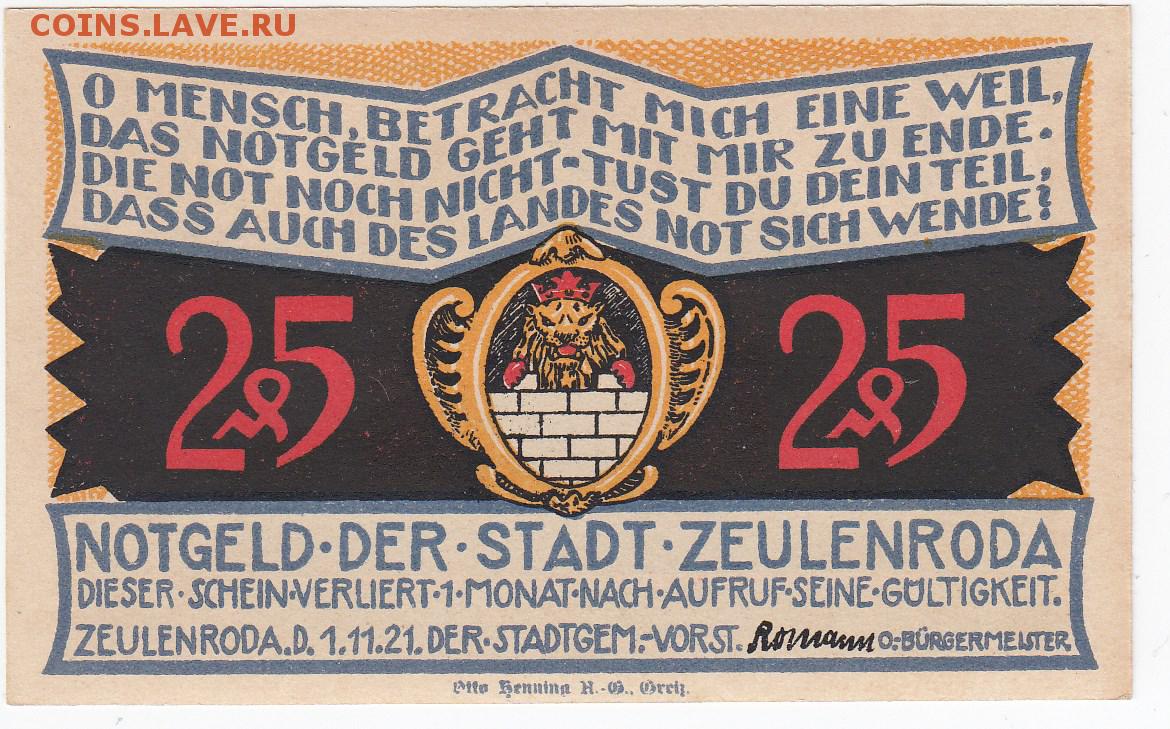 COINS.LAVE.RU
O MENSCH, BETRACHT MICH EINE WEIL,
DAS NOTGELD GEHT MIT MIR ZU ENDE.
DIE NOT NOCH NICHT-TUST DU DEIN TEIL,
DASS AUCH DES LANDES NOT SICH WENDE?
25 ₰ 25 ₰
NOTGELD·DER·STADT·ZEULENRODA
DIESER·SCHEIN·VERLIERT·1·MONAT·NACH·AUFRUF·SEINE·GÜLTIGKEIT.
ZEULENRODA.D. 1.11.21. DER·STADTGEM.-VORST. Romann O.-BÜRGERMEISTER
Otto Henning A.-G., Greiz.